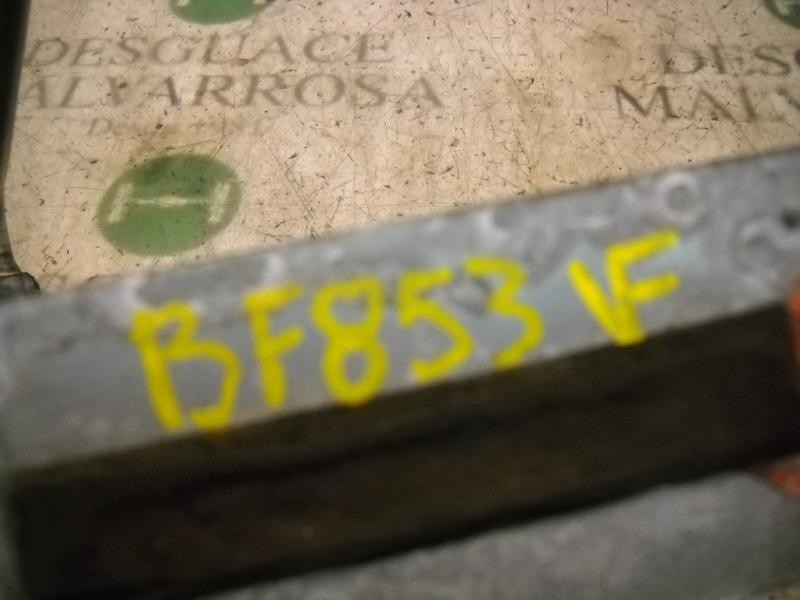 DESGUACE
MALVARROSA
DESG
MALV
BF853 VF